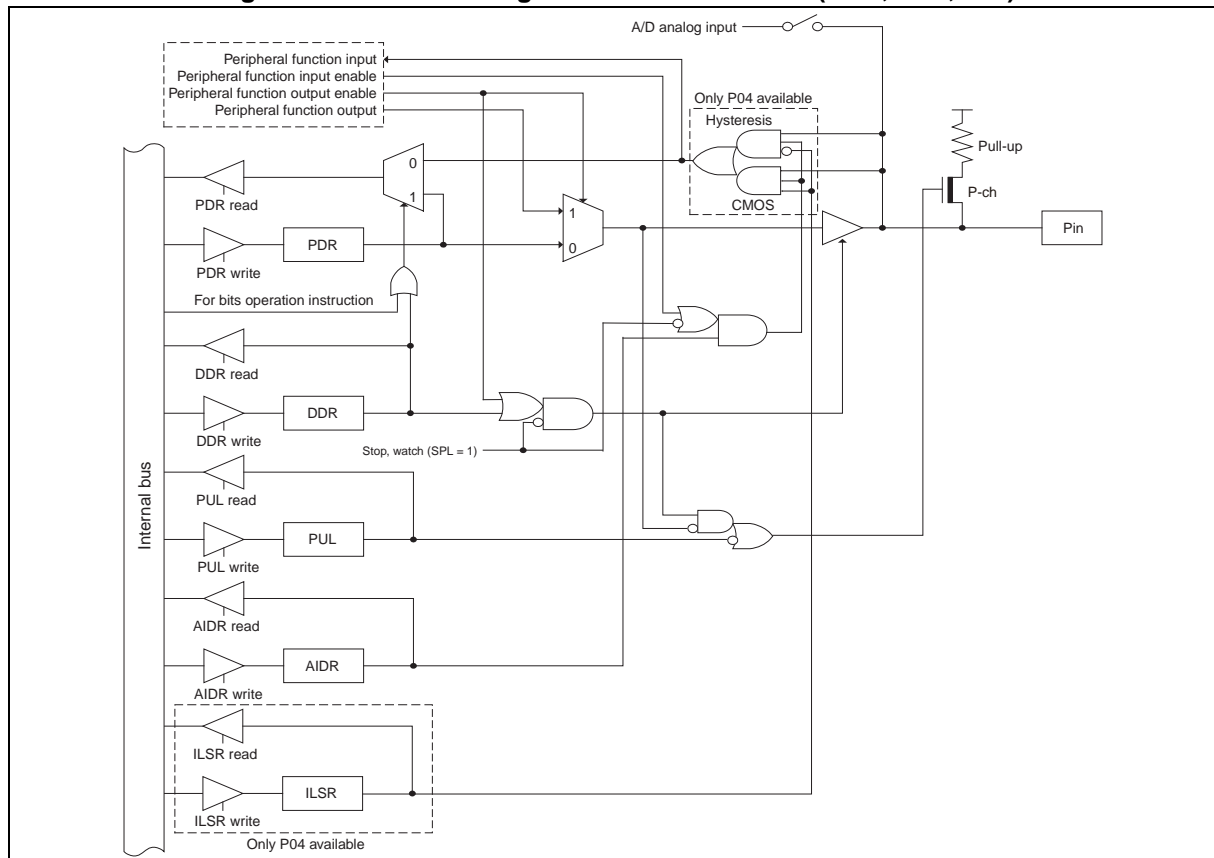 A/D analog input
Peripheral function input
Peripheral function input enable
Peripheral function output enable
Peripheral function output
Only P04 available
Hysteresis
CMOS
Pull-up
P-ch
Pin
0
1
PDR read
1
0
PDR
PDR write
For bits operation instruction
DDR read
DDR
DDR write
Stop, watch (SPL = 1)
PUL read
PUL
PUL write
Internal bus
AIDR read
AIDR
AIDR write
ILSR read
ILSR
ILSR write
Only P04 available